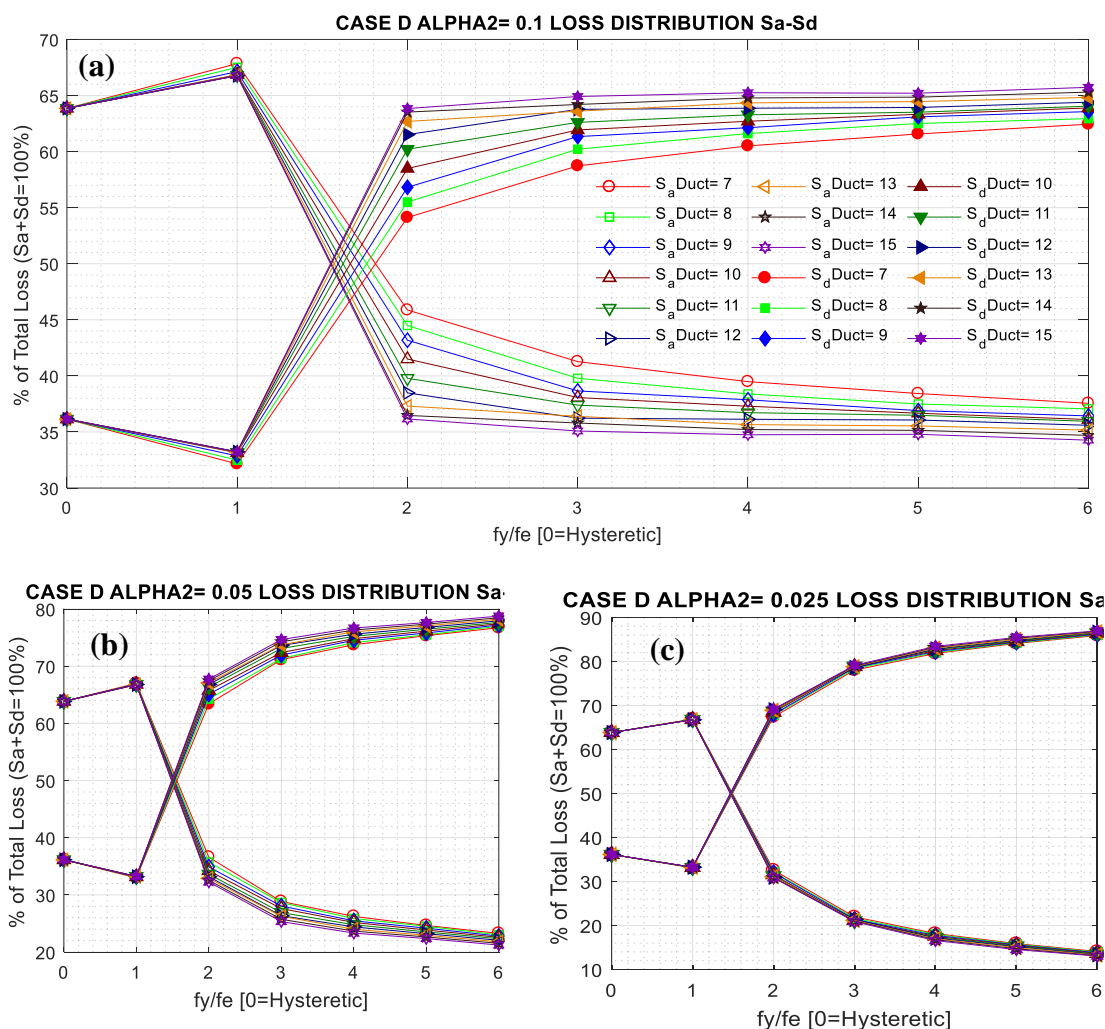 CASE D ALPHA2= 0.1 LOSS DISTRIBUTION Sa-Sd
(a)
% of Total Loss (Sa+Sd=100%)
70
65
60
55
50
45
40
35
30
0 1 2 3 4 5 6
fy/fe [0=Hysteretic]
SaDuct= 7
SaDuct= 8
SaDuct= 9
SaDuct= 10
SaDuct= 11
SaDuct= 12
SaDuct= 13
SaDuct= 14
SaDuct= 15
SdDuct= 7
SdDuct= 8
SdDuct= 9
SdDuct= 10
SdDuct= 11
SdDuct= 12
SdDuct= 13
SdDuct= 14
SdDuct= 15
CASE D ALPHA2= 0.05 LOSS DISTRIBUTION Sa-
(b)
% of Total Loss (Sa+Sd=100%)
80
70
60
50
40
30
20
0 1 2 3 4 5 6
fy/fe [0=Hysteretic]
CASE D ALPHA2= 0.025 LOSS DISTRIBUTION Sa
(c)
% of Total Loss (Sa+Sd=100%)
90
80
70
60
50
40
30
20
10
0 1 2 3 4 5 6
fy/fe [0=Hysteretic]